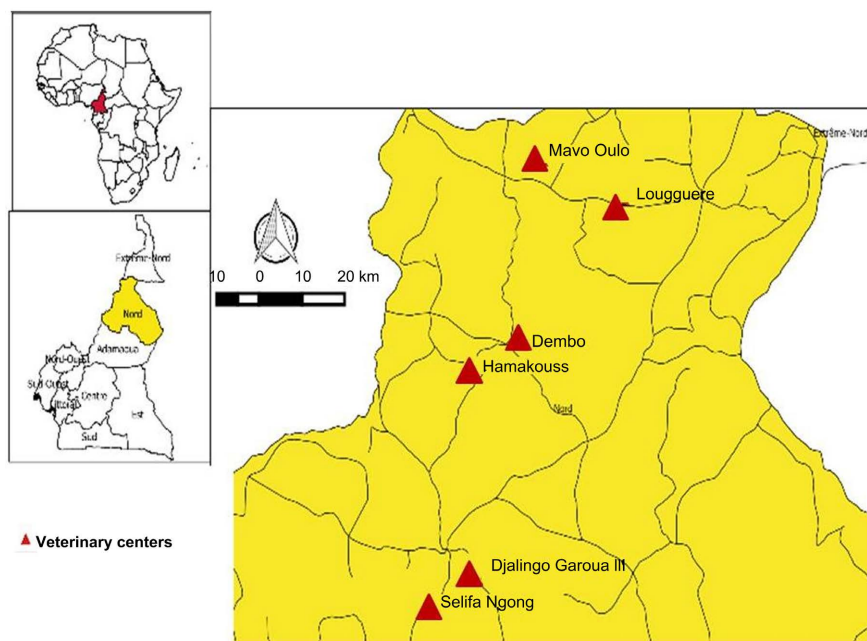 Mavo Oulo
Extrême-Nord
Lougguere
Extrême-Nord
10 0 10 20 km
Nord
Dembo
Adamaoua
Nord-Ouest
Hamakouss
Sud-Ouest
Centre
Littoral
Nord
Est
Sud
Veterinary centers
Djalingo Garoua III
Selifa Ngong